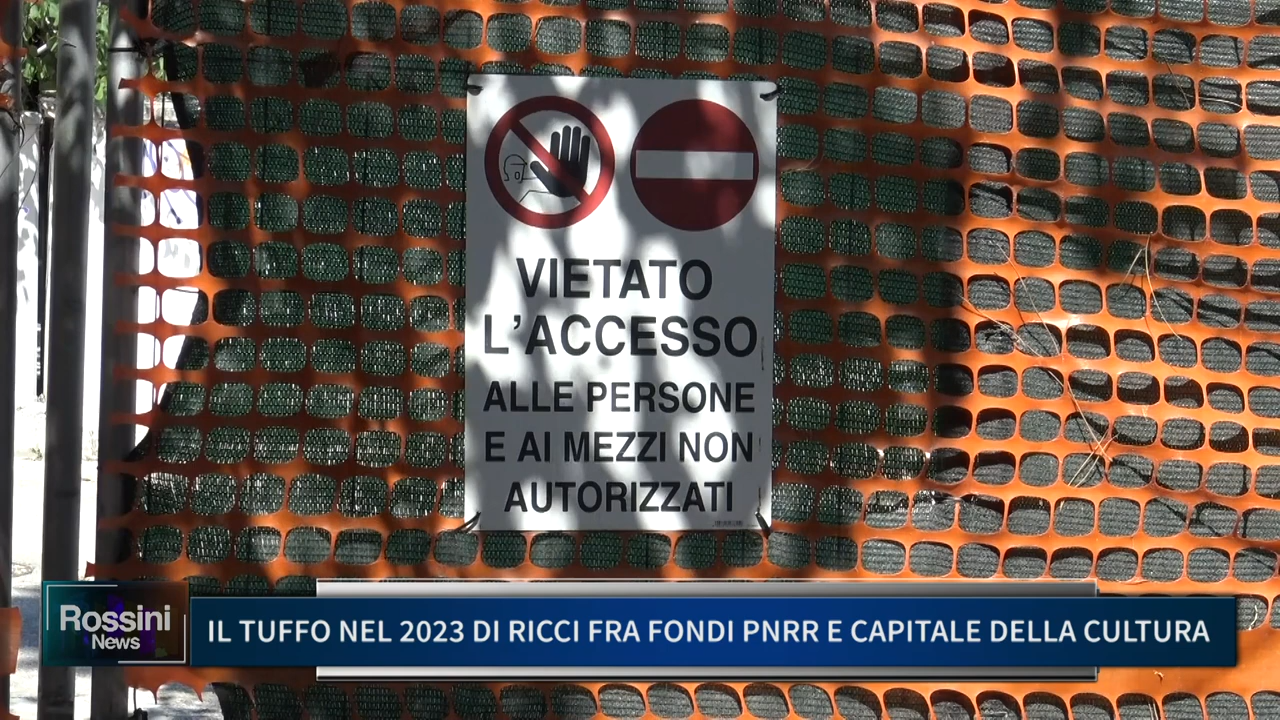 VIETATO
L'ACCESSO
ALLE PERSONE
E AI MEZZI NON
AUTORIZZATI
Rossini
News
IL TUFFO NEL 2023 DI RICCI FRA FONDI PNRR E CAPITALE DELLA CULTURA